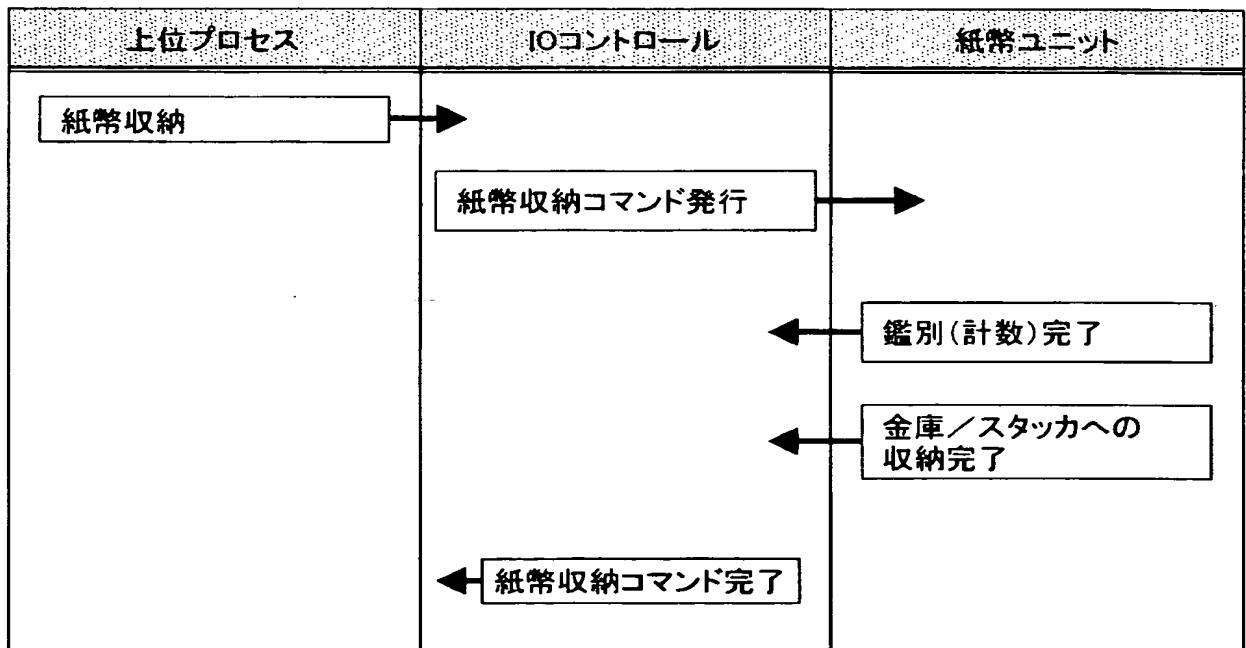 上位プロセス
IOコントロール
紙幣ユニット
紙幣収納
紙幣収納コマンド発行
鑑別(計数)完了
金庫/スタッカへの
収納完了
紙幣収納コマンド完了